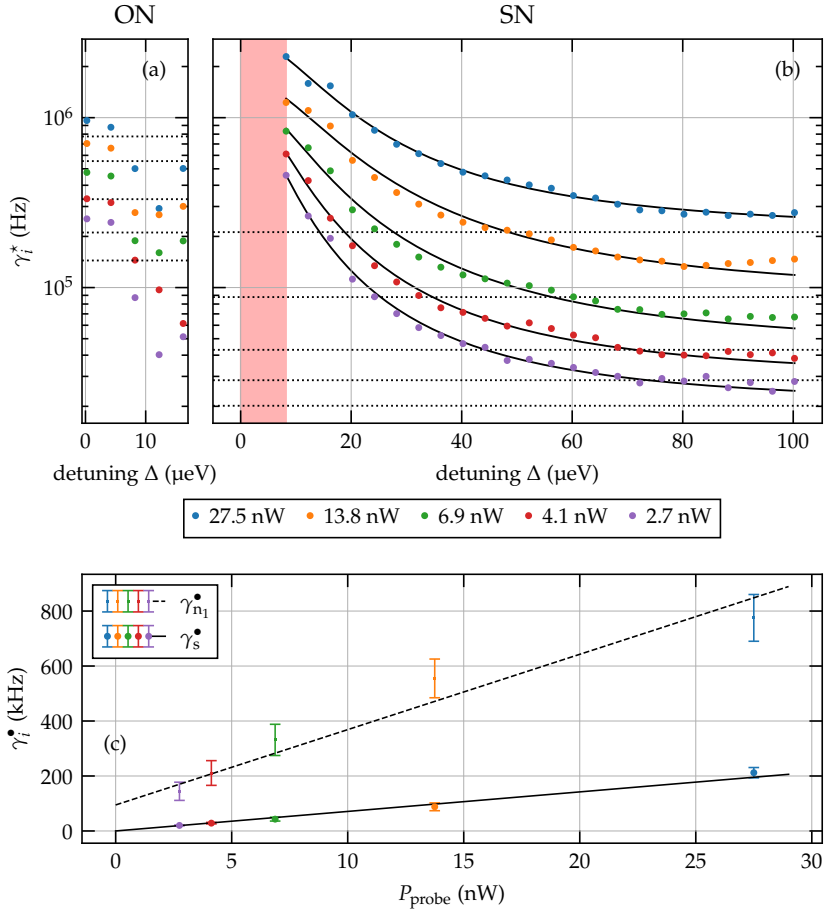 ON SN
(a) (b)
10⁶
10⁵
γᵢ* (Hz)
0 10
0 20 40 60 80 100
detuning Δ (µeV) detuning Δ (µeV)
27.5 nW 13.8 nW 6.9 nW 4.1 nW 2.7 nW
γ•ₙ₁
γ•ₛ
(c)
800
600
400
200
0
γᵢ• (kHz)
0 5 10 15 20 25 30
P_probe (nW)